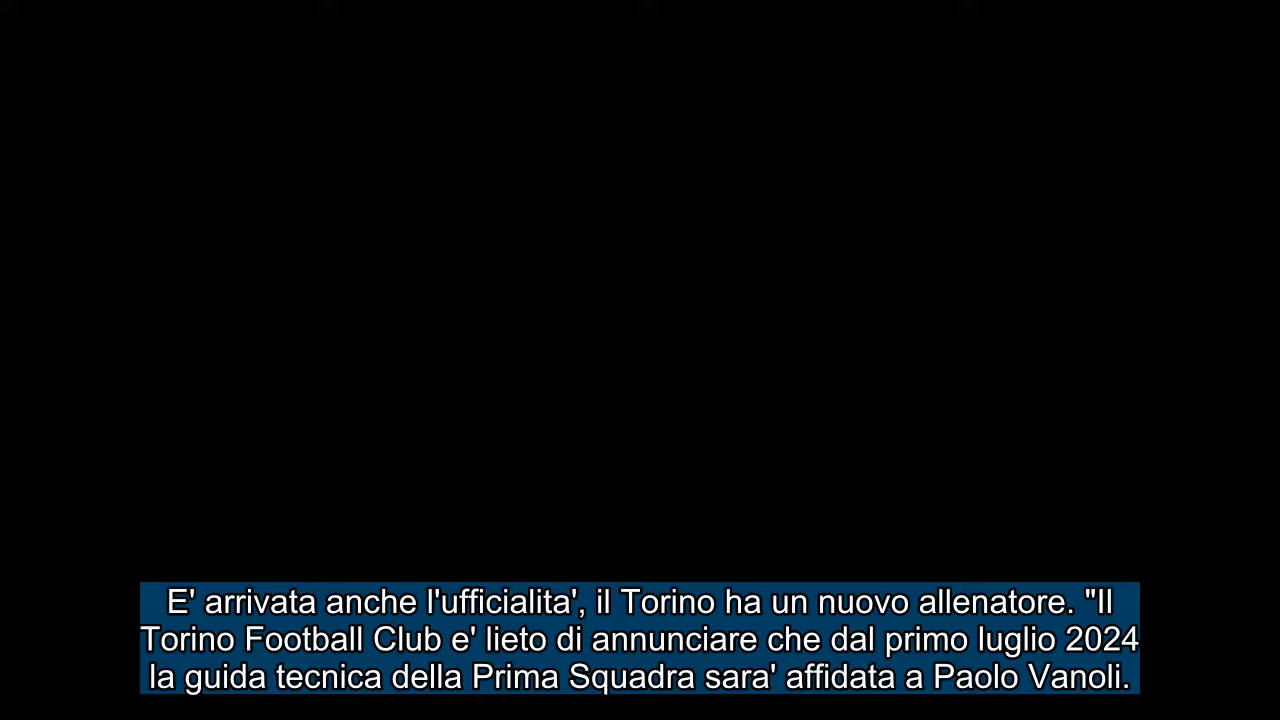 E' arrivata anche l'ufficialita', il Torino ha un nuovo allenatore. "Il
Torino Football Club e' lieto di annunciare che dal primo luglio 2024
la guida tecnica della Prima Squadra sara' affidata a Paolo Vanoli.